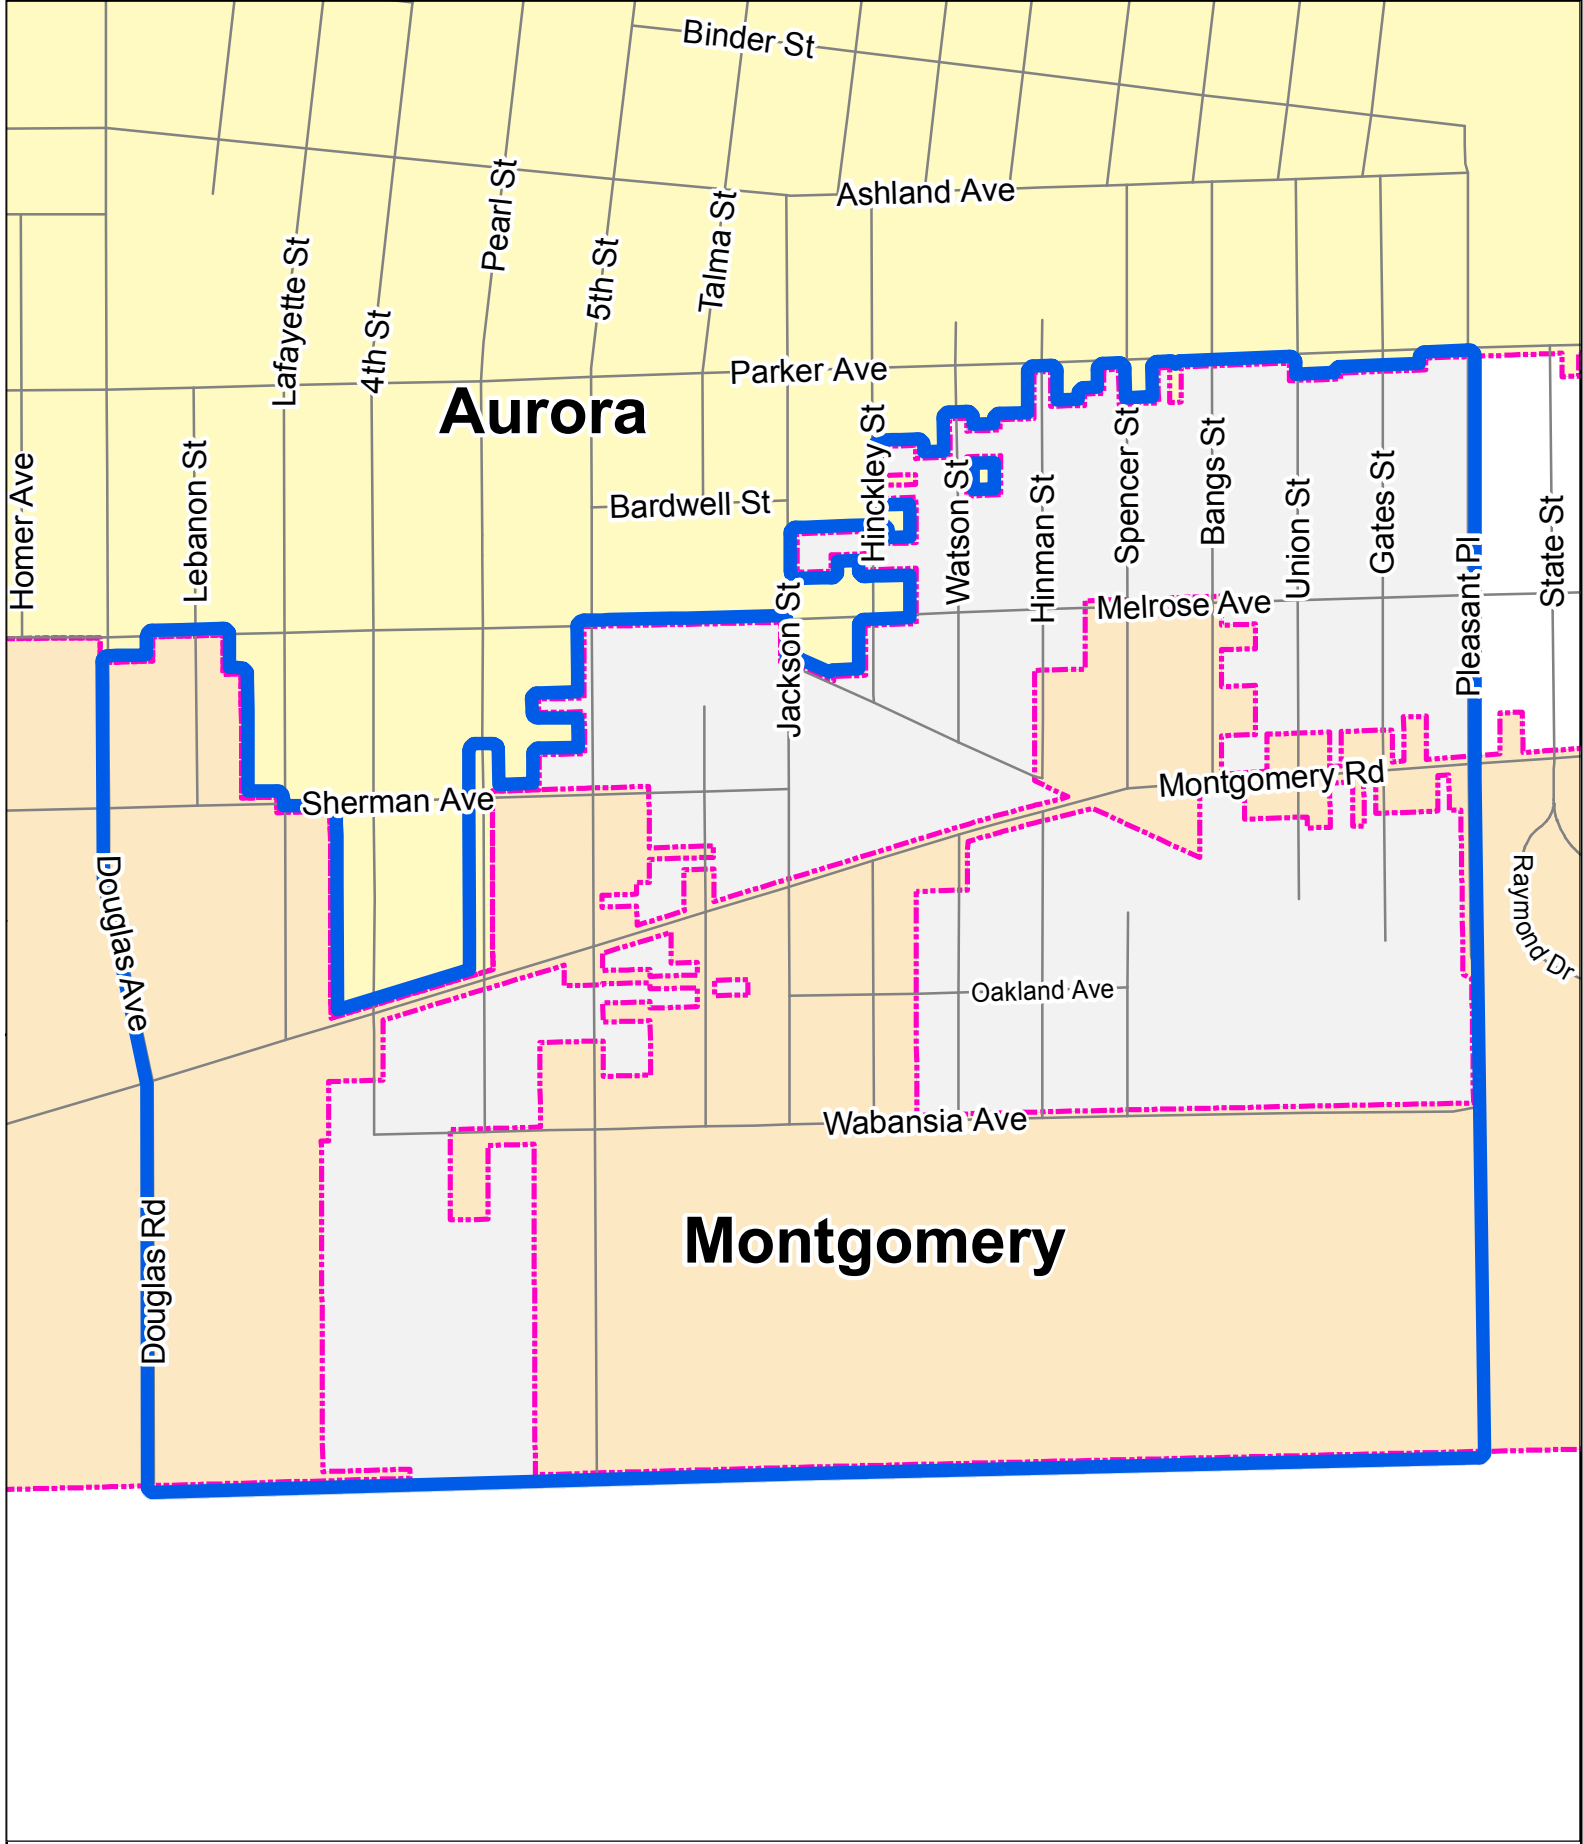 Binder St
Ashland Ave
Pearl St
Talma St
5th St
Lafayette St
4th St
Parker Ave
Aurora
Hinckley St
Spencer St
Bangs St
Homer Ave
Lebanon St
Bardwell St
Watson St
Hinman St
Union St
Gates St
State St
Pleasant Pl
Jackson St
Melrose Ave
Montgomery Rd
Sherman Ave
Douglas Ave
Raymond Dr
Oakland Ave
Wabansia Ave
Douglas Rd
Montgomery